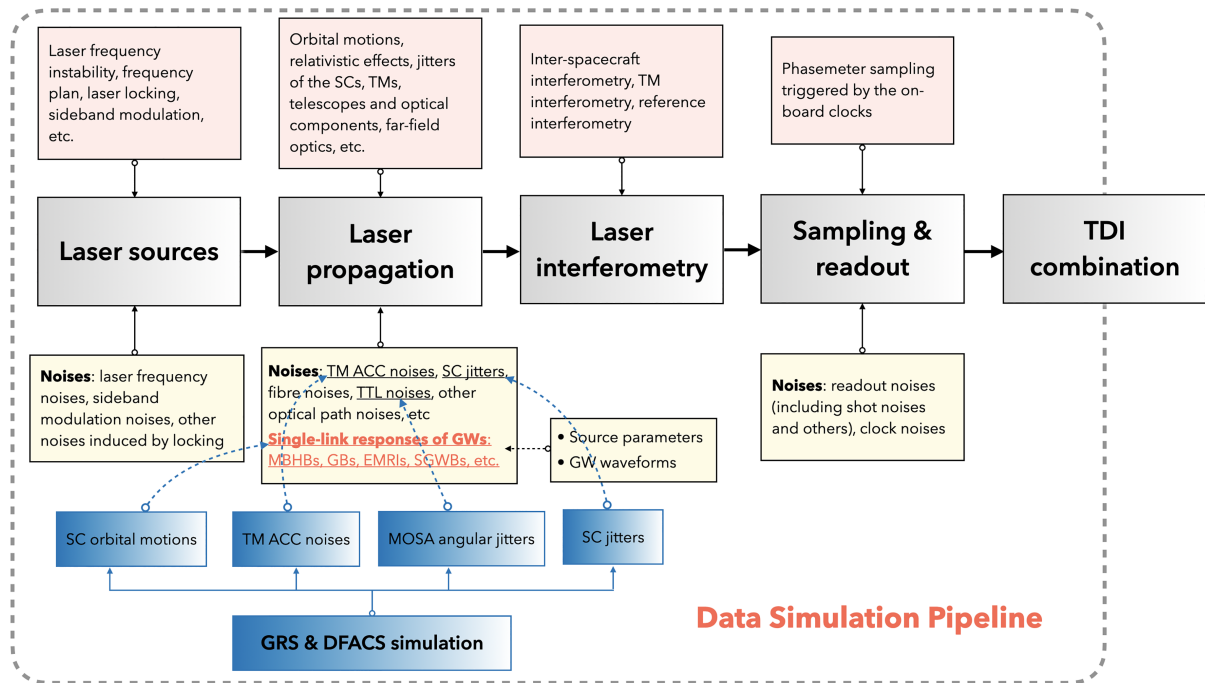 Laser frequency
instability, frequency
plan, laser locking,
sideband modulation,
etc.
Orbital motions,
relativistic effects, jitters
of the SCs, TMs,
telescopes and optical
components, far-field
optics, etc.
Inter-spacecraft
interferometry, TM
interferometry, reference
interferometry
Phasemeter sampling
triggered by the on-
board clocks
Laser sources
Laser
propagation
Laser
interferometry
Sampling &
readout
TDI
combination
Noises: laser frequency
noises, sideband
modulation noises, other
noises induced by locking
Noises: TM ACC noises, SC jitters,
fibre noises, TTL noises, other
optical path noises, etc
Single-link responses of GWs:
MBHBs, GBs, EMRIs, SGWBs, etc.
• Source parameters
• GW waveforms
Noises: readout noises
(including shot noises
and others), clock noises
SC orbital motions
TM ACC noises
MOSA angular jitters
SC jitters
GRS & DFACS simulation
Data Simulation Pipeline